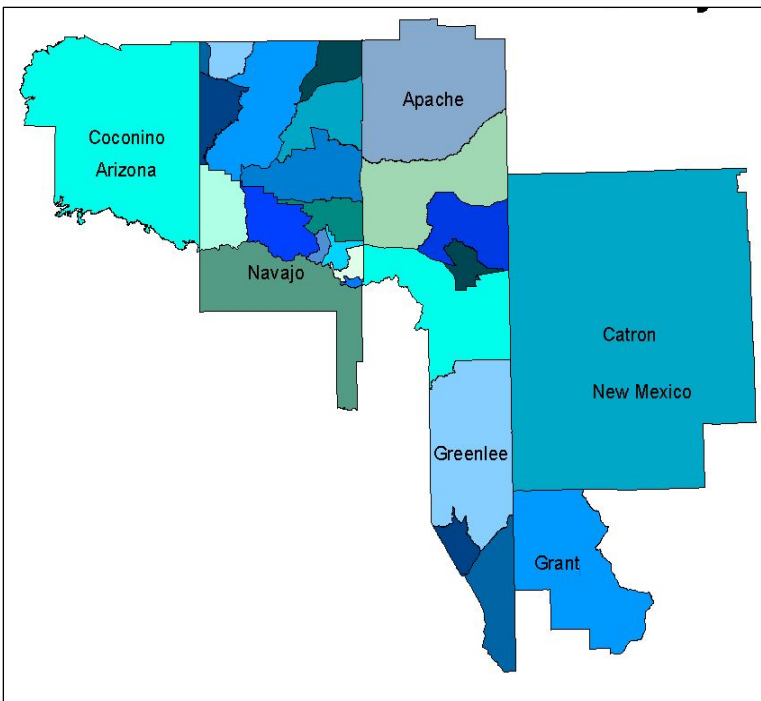 Apache
Coconino
Arizona
Navajo
Catron
New Mexico
Greenlee
Grant